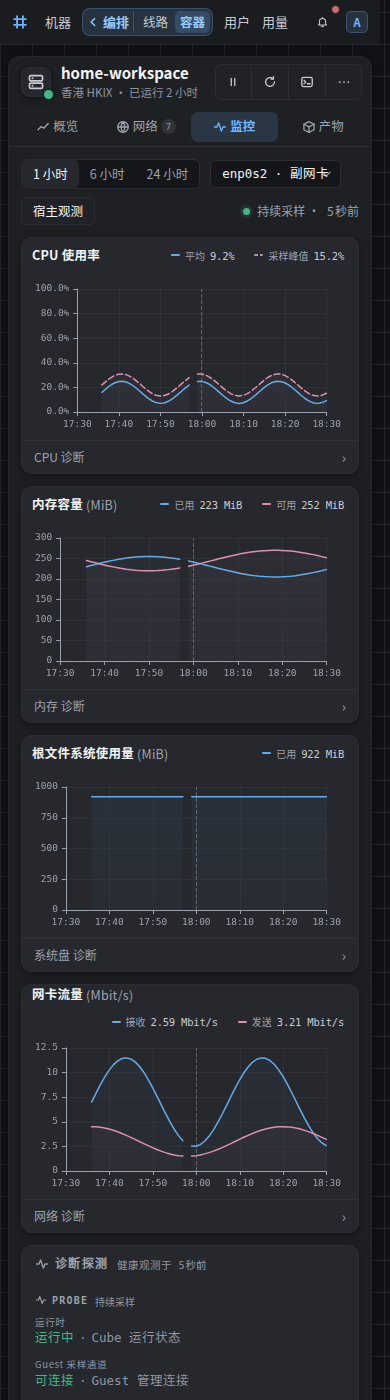 机器 编排 线路 容器 用户 用量 A
home-workspace
香港 HKIX · 已运行 2 小时
概览 网络 7 监控 产物
1 小时 6 小时 24 小时 enp0s2 · 副网卡
宿主观测 持续采样 · 5秒前
CPU 使用率 平均 9.2% 采样峰值 15.2%
100.0%
80.0%
60.0%
40.0%
20.0%
0.0%
17:30 17:40 17:50 18:00 18:10 18:20 18:30
CPU 诊断 ›
内存容量 (MiB) 已用 223 MiB 可用 252 MiB
300
250
200
150
100
50
0
17:30 17:40 17:50 18:00 18:10 18:20 18:30
内存 诊断 ›
根文件系统使用量 (MiB) 已用 922 MiB
1000
750
500
250
0
17:30 17:40 17:50 18:00 18:10 18:20 18:30
系统盘 诊断 ›
网卡流量 (Mbit/s)
接收 2.59 Mbit/s 发送 3.21 Mbit/s
12.5
10
7.5
5
2.5
0
17:30 17:40 17:50 18:00 18:10 18:20 18:30
网络 诊断 ›
诊断探测 健康观测于 5秒前
PROBE 持续采样
运行时
运行中 · Cube 运行状态
Guest 采样通道
可连接 · Guest 管理连接